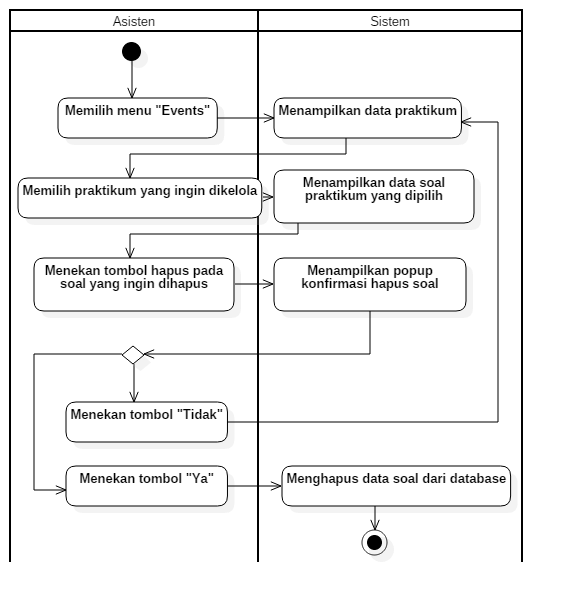 Asisten
Sistem
Memilih menu "Events"
Menampilkan data praktikum
Memilih praktikum yang ingin dikelola
Menampilkan data soal
praktikum yang dipilih
Menekan tombol hapus pada
soal yang ingin dihapus
Menampilkan popup
konfirmasi hapus soal
Menekan tombol "Tidak"
Menekan tombol "Ya"
Menghapus data soal dari database